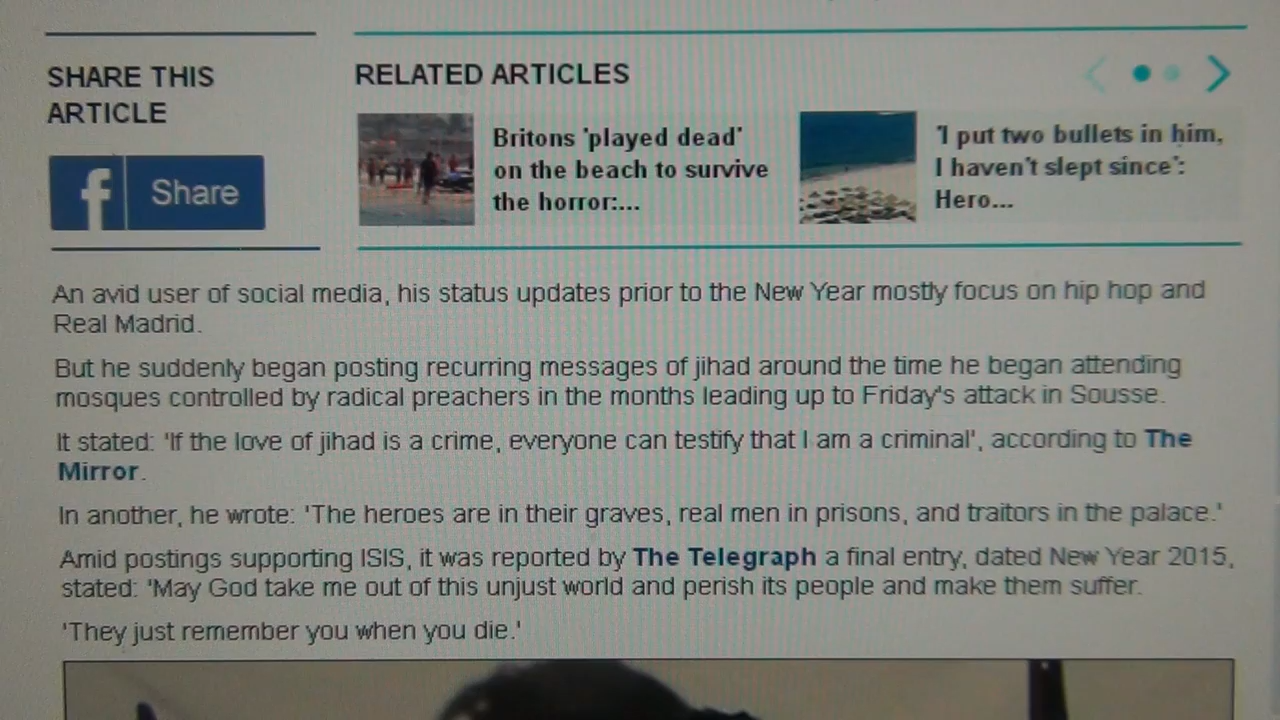 SHARE THIS
ARTICLE
f Share
RELATED ARTICLES
Britons 'played dead'
on the beach to survive
the horror:...
'I put two bullets in him,
I haven't slept since':
Hero...
An avid user of social media, his status updates prior to the New Year mostly focus on hip hop and
Real Madrid.
But he suddenly began posting recurring messages of jihad around the time he began attending
mosques controlled by radical preachers in the months leading up to Friday's attack in Sousse.
It stated: 'If the love of jihad is a crime, everyone can testify that I am a criminal', according to The
Mirror.
In another, he wrote: 'The heroes are in their graves, real men in prisons, and traitors in the palace.'
Amid postings supporting ISIS, it was reported by The Telegraph a final entry, dated New Year 2015,
stated: 'May God take me out of this unjust world and perish its people and make them suffer.
'They just remember you when you die.'